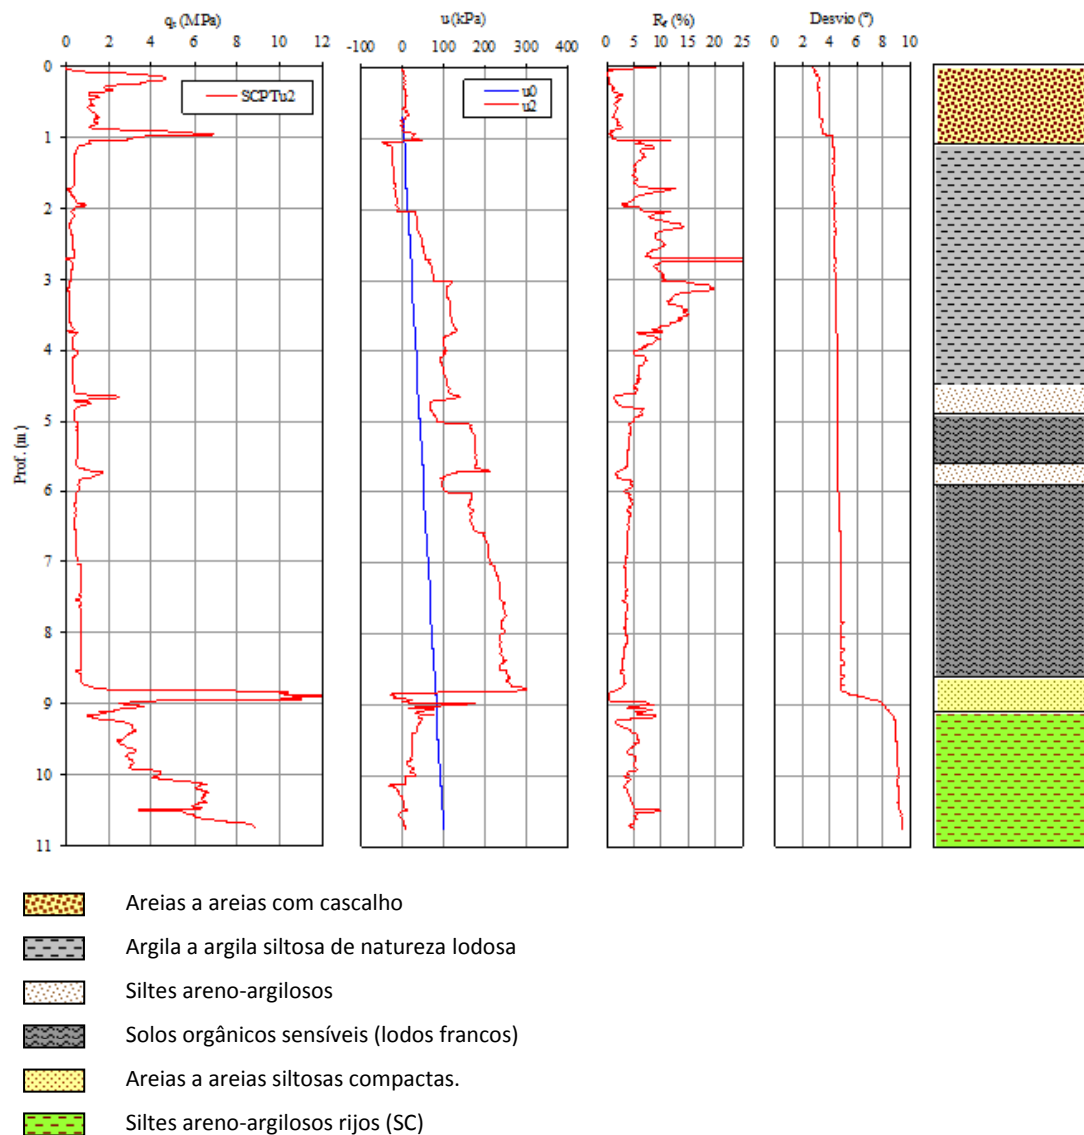 qt (MPa)
0 2 4 6 8 10 12
u (kPa)
-100 0 100 200 300 400
Rf (%)
0 5 10 15 20 25
Desvio (°)
0 2 4 6 8 10
Prof. (m)
0
1
2
3
4
5
6
7
8
9
10
11
SCPTu2
u0
u2
Areias a areias com cascalho
Argila a argila siltosa de natureza lodosa
Siltes areno-argilosos
Solos orgânicos sensíveis (lodos francos)
Areias a areias siltosas compactas.
Siltes areno-argilosos rijos (SC)